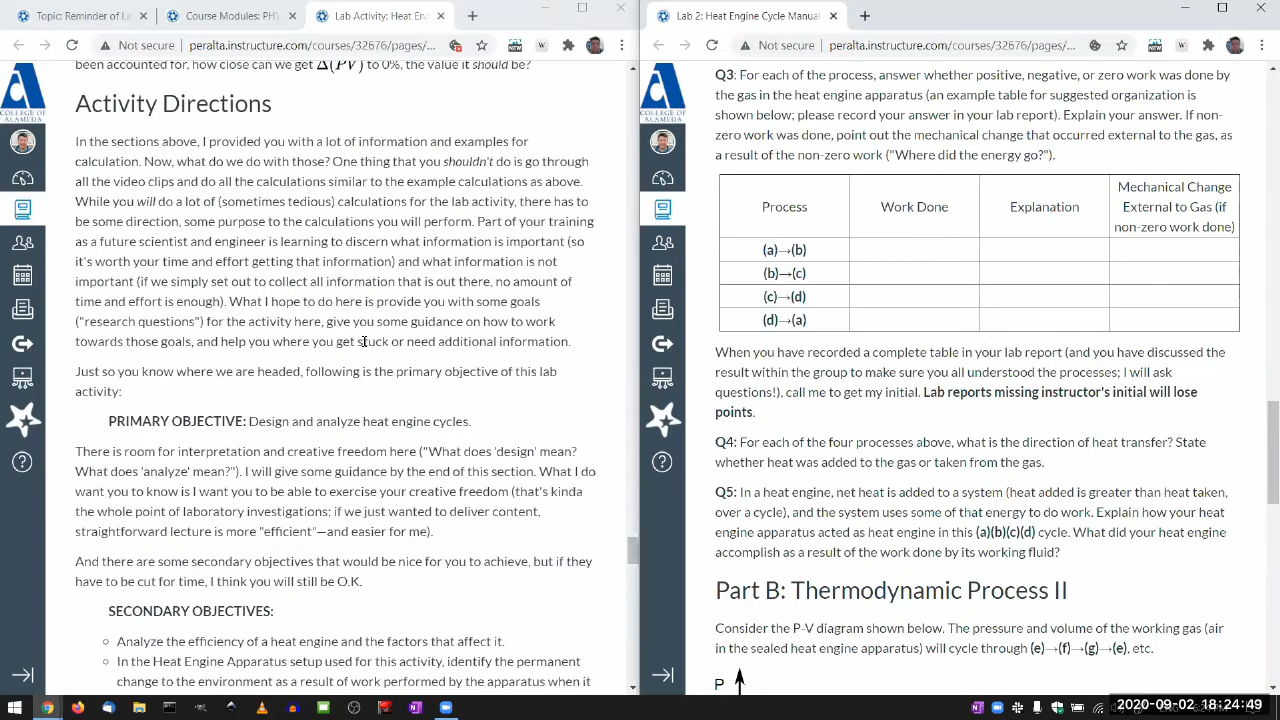 Topic 4: Refriger
Course Modules: PH
Lab Activity: Heat En
Lab 2: Heat Engine Cycle Manual
Not secure
peralta.instructure.com/courses/32676/pages/...
Not secure
peralta.instructure.com/courses/32676/pages/...
COLLEGE OF
ALAMEDA
been accounted for, how close can we get Δ(PV) to 0%, the value it should be?
Activity Directions
In the sections above, I provided you with a lot of information and examples for
calculation. Now, what do we do with those? One thing that you shouldn't do is go through
all the video clips and do all the calculations similar to the example calculations as above.
While you will do a lot of (sometimes tedious) calculations for the lab activity, there has to
be some direction, some purpose to the calculations you will perform. Part of your training
as a future scientist and engineer is learning to discern what information is important (so
it's worth your time and effort getting that information) and what information is not
important (if we simply set out to collect all information that is out there, no amount of
time and effort is enough). What I hope to do here is provide you with some goals
("research questions") for the activity here, give you some guidance on how to work
towards those goals, and help you where you get stuck or need additional information.
Just so you know where we are headed, following is the primary objective of this lab
activity:
PRIMARY OBJECTIVE: Design and analyze heat engine cycles.
There is room for interpretation and creative freedom here ("What does 'design' mean?
What does 'analyze' mean?"). I will give some guidance by the end of this section. What I do
want you to know is I want you to be able to exercise your creative freedom (that's kinda
the whole point of laboratory investigations; if we just wanted to deliver content,
straightforward lecture is more "efficient"—and easier for me).
And there are some secondary objectives that would be nice for you to achieve, but if they
have to be cut for time, I think you will still be O.K.
SECONDARY OBJECTIVES:
Analyze the efficiency of a heat engine and the factors that affect it.
In the Heat Engine Apparatus setup used for this activity, identify the permanent
change to the environment as a result of work performed by the apparatus when it
COLLEGE OF
ALAMEDA
Q3: For each of the process, answer whether positive, negative, or zero work was done by
the gas in the heat engine apparatus (an example table for suggested organization is
shown below; please record your answer in your lab report). Explain your answer. If non-
zero work was done, point out the mechanical change that occurred external to the gas, as
a result of the non-zero work ("Where did the energy go?").
Process
Work Done
Explanation
Mechanical Change
External to Gas (if
non-zero work done)
(a)→(b)
(b)→(c)
(c)→(d)
(d)→(a)
When you have recorded a complete table in your lab report (and you have discussed the
result within the group to make sure you all understood the processes; I will ask
questions!), call me to get my initial. Lab reports missing instructor's initial will lose
points.
Q4: For each of the four processes above, what is the direction of heat transfer? State
whether heat was added to the gas or taken from the gas.
Q5: In a heat engine, net heat is added to a system (heat added is greater than heat taken,
over a cycle), and the system uses some of that energy to do work. Explain how your heat
engine apparatus acted as heat engine in this (a)(b)(c)(d) cycle. What did your heat engine
accomplish as a result of the work done by its working fluid?
Part B: Thermodynamic Process II
Consider the P-V diagram shown below. The pressure and volume of the working gas (air
in the sealed heat engine apparatus) will cycle through (e)→(f)→(g)→(e), etc.
P
2020-09-02 18:24:49